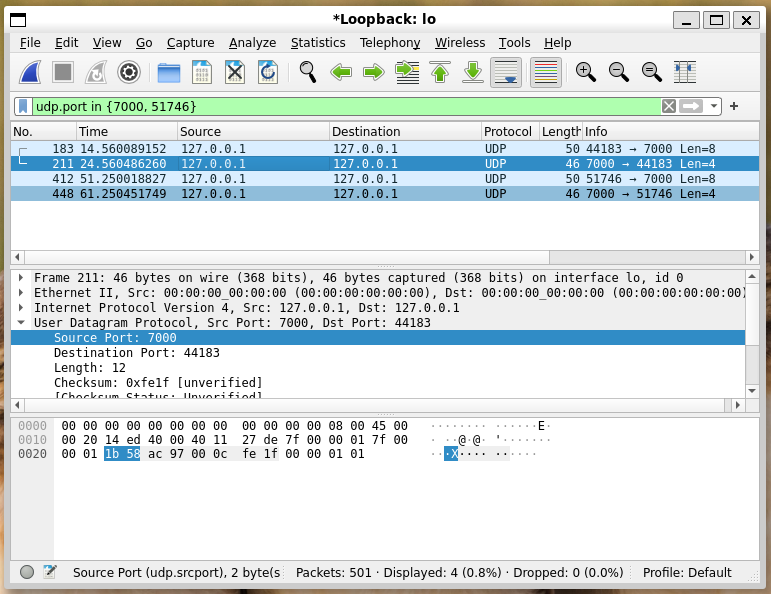 *Loopback: lo
File Edit View Go Capture Analyze Statistics Telephony Wireless Tools Help
udp.port in {7000, 51746}
No. Time Source Destination Protocol Length Info
183 14.560089152 127.0.0.1 127.0.0.1 UDP 50 44183 → 7000 Len=8
211 24.560486260 127.0.0.1 127.0.0.1 UDP 46 7000 → 44183 Len=4
412 51.250018827 127.0.0.1 127.0.0.1 UDP 50 51746 → 7000 Len=8
448 61.250451749 127.0.0.1 127.0.0.1 UDP 46 7000 → 51746 Len=4
Frame 211: 46 bytes on wire (368 bits), 46 bytes captured (368 bits) on interface lo, id 0
Ethernet II, Src: 00:00:00_00:00:00 (00:00:00:00:00:00), Dst: 00:00:00_00:00:00 (00:00:00:00:00:00)
Internet Protocol Version 4, Src: 127.0.0.1, Dst: 127.0.0.1
User Datagram Protocol, Src Port: 7000, Dst Port: 44183
Source Port: 7000
Destination Port: 44183
Length: 12
Checksum: 0xfe1f [unverified]
[Checksum Status: Unverified]
0000 00 00 00 00 00 00 00 00 00 00 00 00 08 00 45 00 ········ ······E·
0010 00 20 14 ed 40 00 40 11 27 de 7f 00 00 01 7f 00 · ··@·@· '·······
0020 00 01 1b 58 ac 97 00 0c fe 1f 00 00 01 01 ···X···· ······
Source Port (udp.srcport), 2 byte(s Packets: 501 · Displayed: 4 (0.8%) · Dropped: 0 (0.0%) Profile: Default